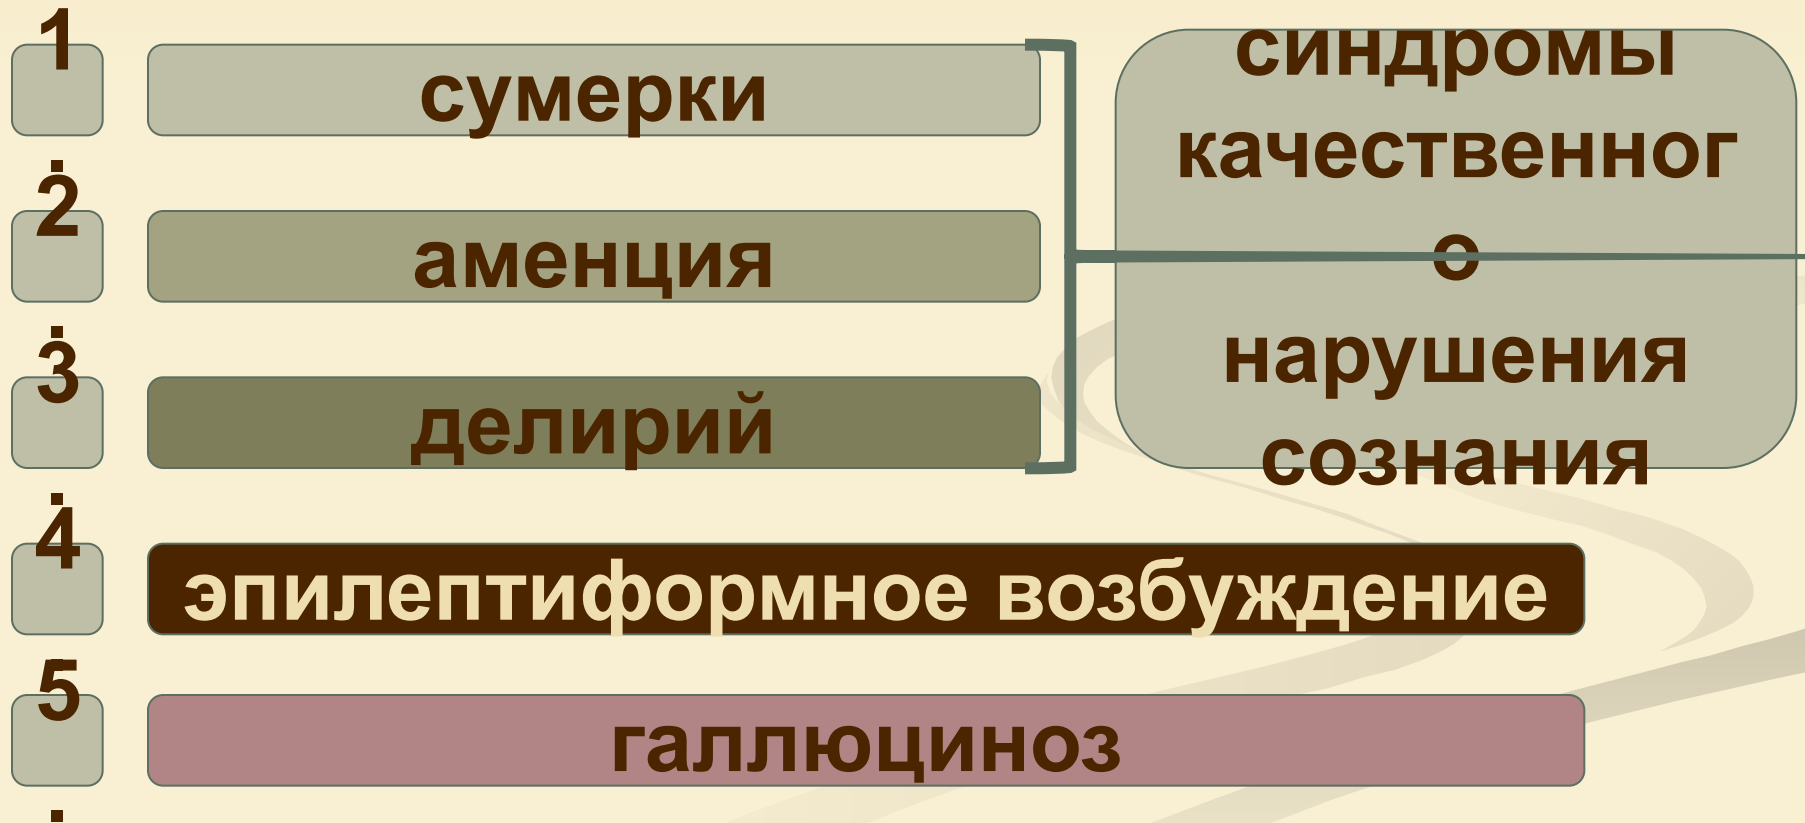 1.
сумерки
2.
аменция
3.
делирий
синдромы
качественног
о
нарушения
сознания
4.
эпилептиформное возбуждение
5.
галлюциноз